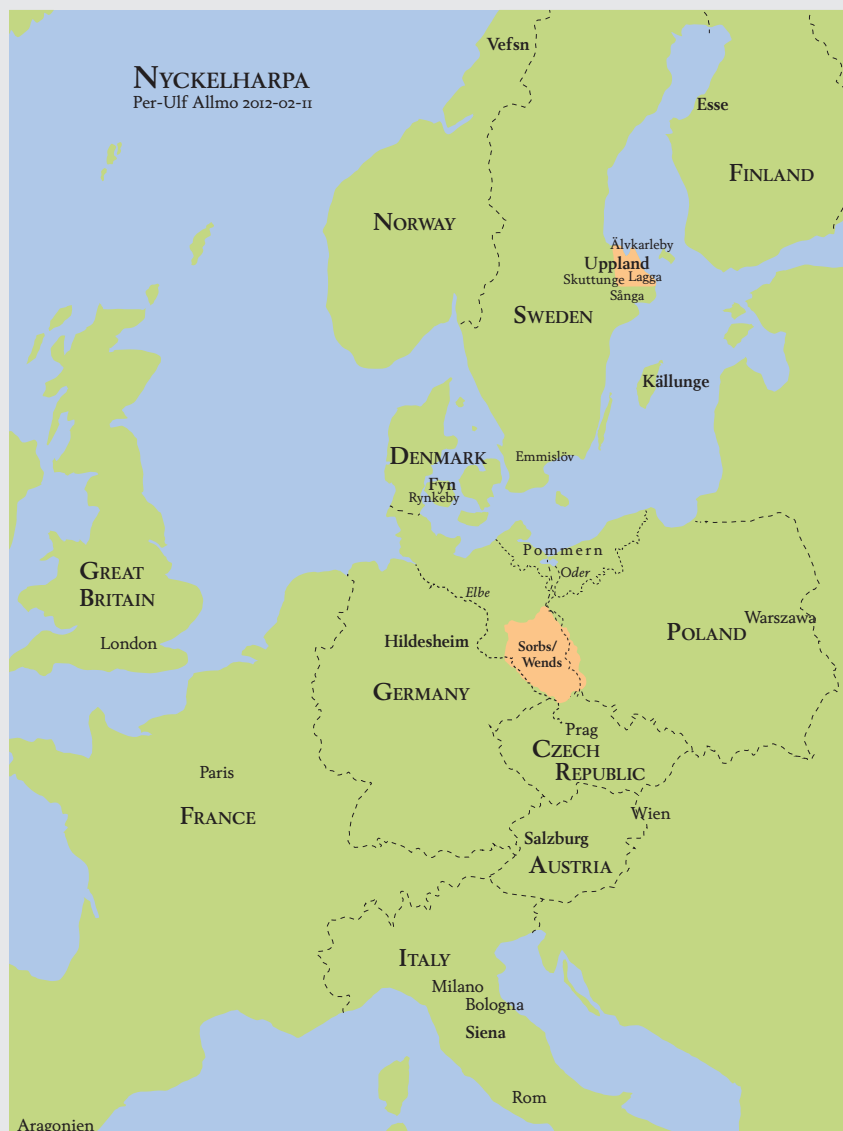 Vefsn
NYCKELHARPA
Per-Ulf Allmo 2012-02-11
Esse
FINLAND
NORWAY
Älvkarleby
Uppland
Skuttunge Lagga
Sånga
SWEDEN
Källunge
DENMARK
Emmislöv
Fyn
Rynkeby
Pommern
Oder
GREAT
BRITAIN
Elbe
Warszawa
POLAND
London
Hildesheim
Sorbs/
Wends
GERMANY
Prag
CZECH
REPUBLIC
Paris
FRANCE
Wien
Salzburg
AUSTRIA
ITALY
Milano
Bologna
Siena
Rom
Aragonien